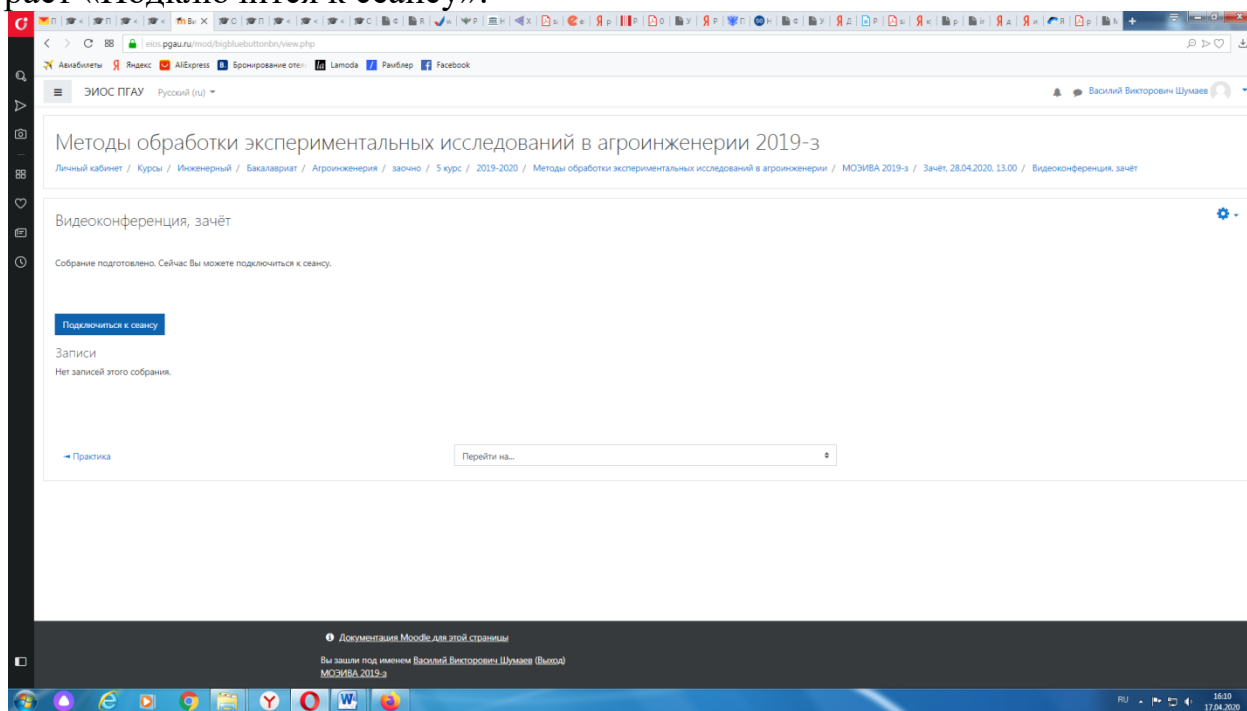 рает «Подключится к сеансу».
eios.pgau.ru/mod/bigbluebuttonbn/view.php
Авиабилеты Яндекс AliExpress Бронирование отел Lamoda Рамблер Facebook
ЭИОС ПГАУ Русский (ru) Василий Викторович Шумаев
Методы обработки экспериментальных исследований в агроинженерии 2019-з
Личный кабинет / Курсы / Инженерный / Бакалавриат / Агроинженерия / заочно / 5 курс / 2019-2020 / Методы обработки экспериментальных исследований в агроинженерии / МОЭИВА 2019-з / Зачёт, 28.04.2020, 13.00 / Видеоконференция, зачёт
Видеоконференция, зачёт
Собрание подготовлено. Сейчас Вы можете подключиться к сеансу.
Подключиться к сеансу
Записи
Нет записей этого собрания.
◄ Практика Перейти на...
Документация Moodle для этой страницы
Вы зашли под именем Василий Викторович Шумаев (Выход)
МОЭИВА 2019-з
RU 16:10
17.04.2020